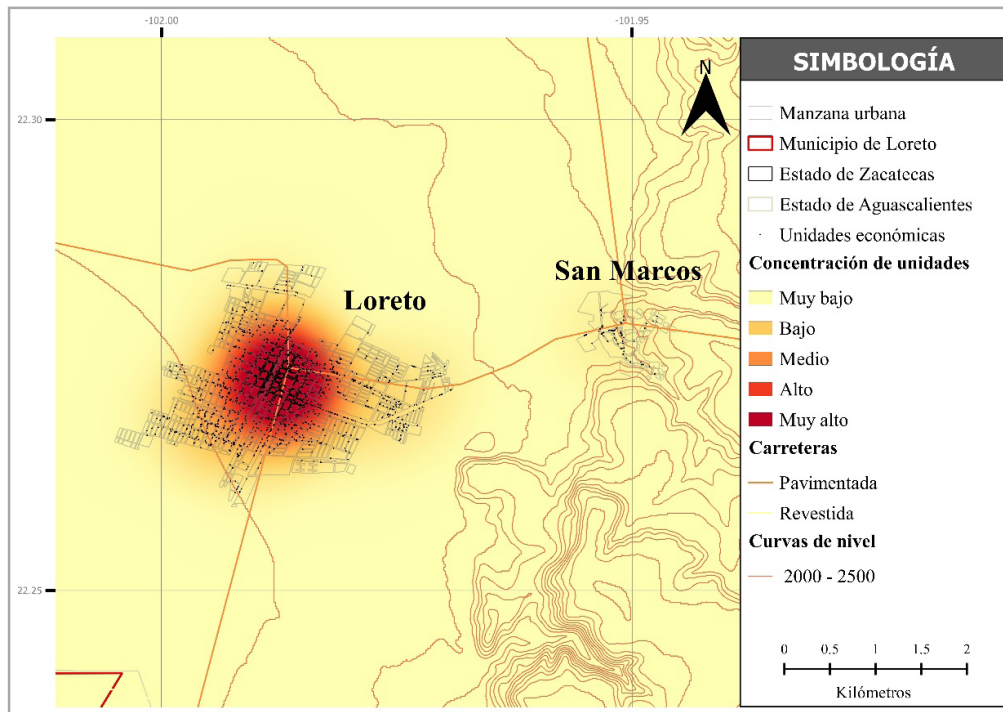 -102.00
-101.95
22.30
22.25
Loreto
San Marcos
N
SIMBOLOGÍA
Manzana urbana
Municipio de Loreto
Estado de Zacatecas
Estado de Aguascalientes
Unidades económicas
Concentración de unidades
Muy bajo
Bajo
Medio
Alto
Muy alto
Carreteras
Pavimentada
Revestida
Curvas de nivel
2000 - 2500
0 0.5 1 1.5 2
Kilómetros